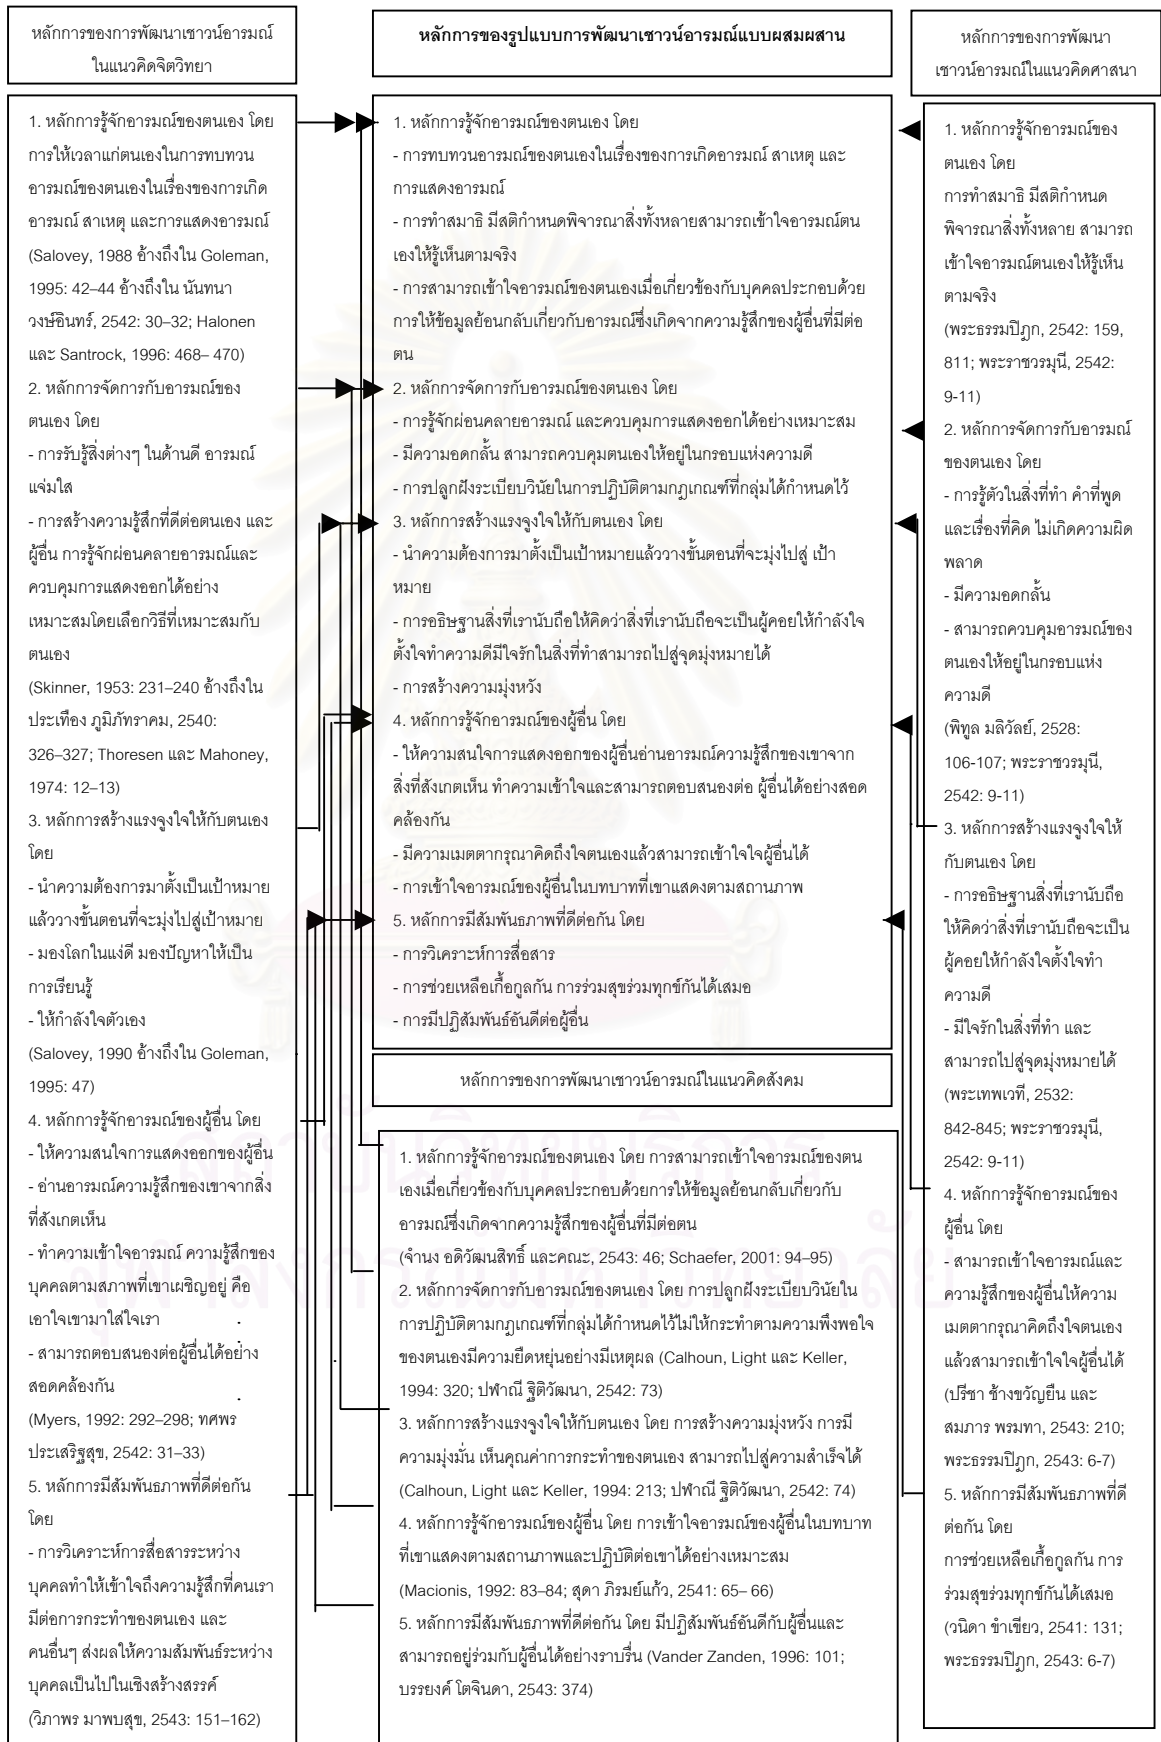 หลักการของการพัฒนาเชาวน์อารมณ์
ในแนวคิดจิตวิทยา
1. หลักการรู้จักอารมณ์ของตนเอง โดย
การให้เวลาแก่ตนเองในการทบทวน
อารมณ์ของตนเองในเรื่องของการเกิด
อารมณ์ สาเหตุ และการแสดงอารมณ์
(Salovey, 1988 อ้างถึงใน Goleman,
1995: 42–44 อ้างถึงใน นันทนา
วงษ์อินทร์, 2542: 30–32; Halonen
และ Santrock, 1996: 468– 470)
2. หลักการจัดการกับอารมณ์ของ
ตนเอง โดย
- การรับรู้สิ่งต่างๆ ในด้านดี อารมณ์
แจ่มใส
- การสร้างความรู้สึกที่ดีต่อตนเอง และ
ผู้อื่น การรู้จักผ่อนคลายอารมณ์และ
ควบคุมการแสดงออกได้อย่าง
เหมาะสมโดยเลือกวิธีที่เหมาะสมกับ
ตนเอง
(Skinner, 1953: 231–240 อ้างถึงใน
ประเทือง ภูมิภัทราคม, 2540:
326–327; Thoresen และ Mahoney,
1974: 12–13)
3. หลักการสร้างแรงจูงใจให้กับตนเอง
โดย
- นำความต้องการมาตั้งเป็นเป้าหมาย
แล้ววางขั้นตอนที่จะมุ่งไปสู่เป้าหมาย
- มองโลกในแง่ดี มองปัญหาให้เป็น
การเรียนรู้
- ให้กำลังใจตัวเอง
(Salovey, 1990 อ้างถึงใน Goleman,
1995: 47)
4. หลักการรู้จักอารมณ์ของผู้อื่น โดย
- ให้ความสนใจการแสดงออกของผู้อื่น
- อ่านอารมณ์ความรู้สึกของเขาจากสิ่ง
ที่สังเกตเห็น
- ทำความเข้าใจอารมณ์ ความรู้สึกของ
บุคคลตามสภาพที่เขาเผชิญอยู่ คือ
เอาใจเขามาใส่ใจเรา
- สามารถตอบสนองต่อผู้อื่นได้อย่าง
สอดคล้องกัน
(Myers, 1992: 292–298; ทศพร
ประเสริฐสุข, 2542: 31–33)
5. หลักการมีสัมพันธภาพที่ดีต่อกัน
โดย
- การวิเคราะห์การสื่อสารระหว่าง
บุคคลทำให้เข้าใจถึงความรู้สึกที่คนเรา
มีต่อการกระทำของตนเอง และ
คนอื่นๆ ส่งผลให้ความสัมพันธ์ระหว่าง
บุคคลเป็นไปในเชิงสร้างสรรค์
(วิภาพร มาพบสุข, 2543: 151–162)
หลักการของรูปแบบการพัฒนาเชาวน์อารมณ์แบบผสมผสาน
1. หลักการรู้จักอารมณ์ของตนเอง โดย
- การทบทวนอารมณ์ของตนเองในเรื่องของการเกิดอารมณ์ สาเหตุ และ
การแสดงอารมณ์
- การทำสมาธิ มีสติกำหนดพิจารณาสิ่งทั้งหลายสามารถเข้าใจอารมณ์ตน
เองให้รู้เห็นตามจริง
- การสามารถเข้าใจอารมณ์ของตนเองเมื่อเกี่ยวข้องกับบุคคลประกอบด้วย
การให้ข้อมูลย้อนกลับเกี่ยวกับอารมณ์ซึ่งเกิดจากความรู้สึกของผู้อื่นที่มีต่อ
ตน
2. หลักการจัดการกับอารมณ์ของตนเอง โดย
- การรู้จักผ่อนคลายอารมณ์ และควบคุมการแสดงออกได้อย่างเหมาะสม
- มีความอดกลั้น สามารถควบคุมตนเองให้อยู่ในกรอบแห่งความดี
- การปลูกฝังระเบียบวินัยในการปฏิบัติตามกฎเกณฑ์ที่กลุ่มได้กำหนดไว้
3. หลักการสร้างแรงจูงใจให้กับตนเอง โดย
- นำความต้องการมาตั้งเป็นเป้าหมายแล้ววางขั้นตอนที่จะมุ่งไปสู่ เป้า
หมาย
- การอธิษฐานสิ่งที่เรานับถือให้คิดว่าสิ่งที่เรานับถือจะเป็นผู้คอยให้กำลังใจ
ตั้งใจทำความดีมีใจรักในสิ่งที่ทำสามารถไปสู่จุดมุ่งหมายได้
- การสร้างความมุ่งหวัง
4. หลักการรู้จักอารมณ์ของผู้อื่น โดย
- ให้ความสนใจการแสดงออกของผู้อื่นอ่านอารมณ์ความรู้สึกของเขาจาก
สิ่งที่สังเกตเห็น ทำความเข้าใจและสามารถตอบสนองต่อ ผู้อื่นได้อย่างสอด
คล้องกัน
- มีความเมตตากรุณาคิดถึงใจตนเองแล้วสามารถเข้าใจใจผู้อื่นได้
- การเข้าใจอารมณ์ของผู้อื่นในบทบาทที่เขาแสดงตามสถานภาพ
5. หลักการมีสัมพันธภาพที่ดีต่อกัน โดย
- การวิเคราะห์การสื่อสาร
- การช่วยเหลือเกื้อกูลกัน การร่วมสุขร่วมทุกข์กันได้เสมอ
- การมีปฏิสัมพันธ์อันดีต่อผู้อื่น
หลักการของการพัฒนาเชาวน์อารมณ์ในแนวคิดสังคม
1. หลักการรู้จักอารมณ์ของตนเอง โดย การสามารถเข้าใจอารมณ์ของตน
เองเมื่อเกี่ยวข้องกับบุคคลประกอบด้วยการให้ข้อมูลย้อนกลับเกี่ยวกับ
อารมณ์ซึ่งเกิดจากความรู้สึกของผู้อื่นที่มีต่อตน
(จำนง อดิวัฒนสิทธิ์ และคณะ, 2543: 46; Schaefer, 2001: 94–95)
2. หลักการจัดการกับอารมณ์ของตนเอง โดย การปลูกฝังระเบียบวินัยใน
การปฏิบัติตามกฎเกณฑ์ที่กลุ่มได้กำหนดไว้ไม่ให้กระทำตามความพึงพอใจ
ของตนเองมีความยืดหยุ่นอย่างมีเหตุผล (Calhoun, Light และ Keller,
1994: 320; ปฬาณี ฐิติวัฒนา, 2542: 73)
3. หลักการสร้างแรงจูงใจให้กับตนเอง โดย การสร้างความมุ่งหวัง การมี
ความมุ่งมั่น เห็นคุณค่าการกระทำของตนเอง สามารถไปสู่ความสำเร็จได้
(Calhoun, Light และ Keller, 1994: 213; ปฬาณี ฐิติวัฒนา, 2542: 74)
4. หลักการรู้จักอารมณ์ของผู้อื่น โดย การเข้าใจอารมณ์ของผู้อื่นในบทบาท
ที่เขาแสดงตามสถานภาพและปฏิบัติต่อเขาได้อย่างเหมาะสม
(Macionis, 1992: 83–84; สุดา ภิรมย์แก้ว, 2541: 65– 66)
5. หลักการมีสัมพันธภาพที่ดีต่อกัน โดย มีปฏิสัมพันธ์อันดีกับผู้อื่นและ
สามารถอยู่ร่วมกับผู้อื่นได้อย่างราบรื่น (Vander Zanden, 1996: 101;
บรรยงค์ โตจินดา, 2543: 374)
หลักการของการพัฒนา
เชาวน์อารมณ์ในแนวคิดศาสนา
1. หลักการรู้จักอารมณ์ของ
ตนเอง โดย
การทำสมาธิ มีสติกำหนด
พิจารณาสิ่งทั้งหลาย สามารถ
เข้าใจอารมณ์ตนเองให้รู้เห็น
ตามจริง
(พระธรรมปิฎก, 2542: 159,
811; พระราชวรมุนี, 2542:
9-11)
2. หลักการจัดการกับอารมณ์
ของตนเอง โดย
- การรู้ตัวในสิ่งที่ทำ คำที่พูด
และเรื่องที่คิด ไม่เกิดความผิด
พลาด
- มีความอดกลั้น
- สามารถควบคุมอารมณ์ของ
ตนเองให้อยู่ในกรอบแห่ง
ความดี
(พิทูล มลิวัลย์, 2528:
106-107; พระราชวรมุนี,
2542: 9-11)
3. หลักการสร้างแรงจูงใจให้
กับตนเอง โดย
- การอธิษฐานสิ่งที่เรานับถือ
ให้คิดว่าสิ่งที่เรานับถือจะเป็น
ผู้คอยให้กำลังใจตั้งใจทำ
ความดี
- มีใจรักในสิ่งที่ทำ และ
สามารถไปสู่จุดมุ่งหมายได้
(พระเทพเวที, 2532:
842-845; พระราชวรมุนี,
2542: 9-11)
4. หลักการรู้จักอารมณ์ของ
ผู้อื่น โดย
- สามารถเข้าใจอารมณ์และ
ความรู้สึกของผู้อื่นให้ความ
เมตตากรุณาคิดถึงใจตนเอง
แล้วสามารถเข้าใจใจผู้อื่นได้
(ปรีชา ช้างขวัญยืน และ
สมภาร พรมทา, 2543: 210;
พระธรรมปิฎก, 2543: 6-7)
5. หลักการมีสัมพันธภาพที่ดี
ต่อกัน โดย
การช่วยเหลือเกื้อกูลกัน การ
ร่วมสุขร่วมทุกข์กันได้เสมอ
(วนิดา ขำเขียว, 2541: 131;
พระธรรมปิฎก, 2543: 6-7)
สถาบันวิทยบริการ
จุฬาลงกรณ์มหาวิทยาลัย